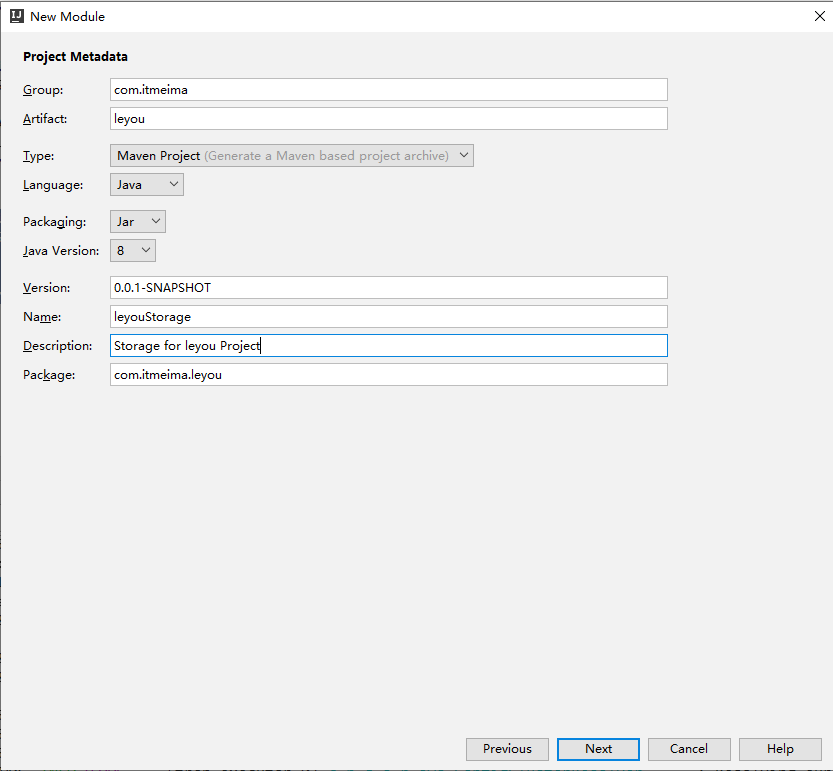 IJ New Module
Project Metadata
Group: com.itmeima
Artifact: leyou
Type: Maven Project (Generate a Maven based project archive)
Language: Java
Packaging: Jar
Java Version: 8
Version: 0.0.1-SNAPSHOT
Name: leyouStorage
Description: Storage for leyou Project
Package: com.itmeima.leyou
Previous Next Cancel Help